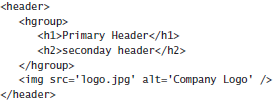 <header>
<hgroup>
<h1>Primary Header</h1>
<h2>seconday header</h2>
</hgroup>
<img src='logo.jpg' alt='Company Logo' />
</header>